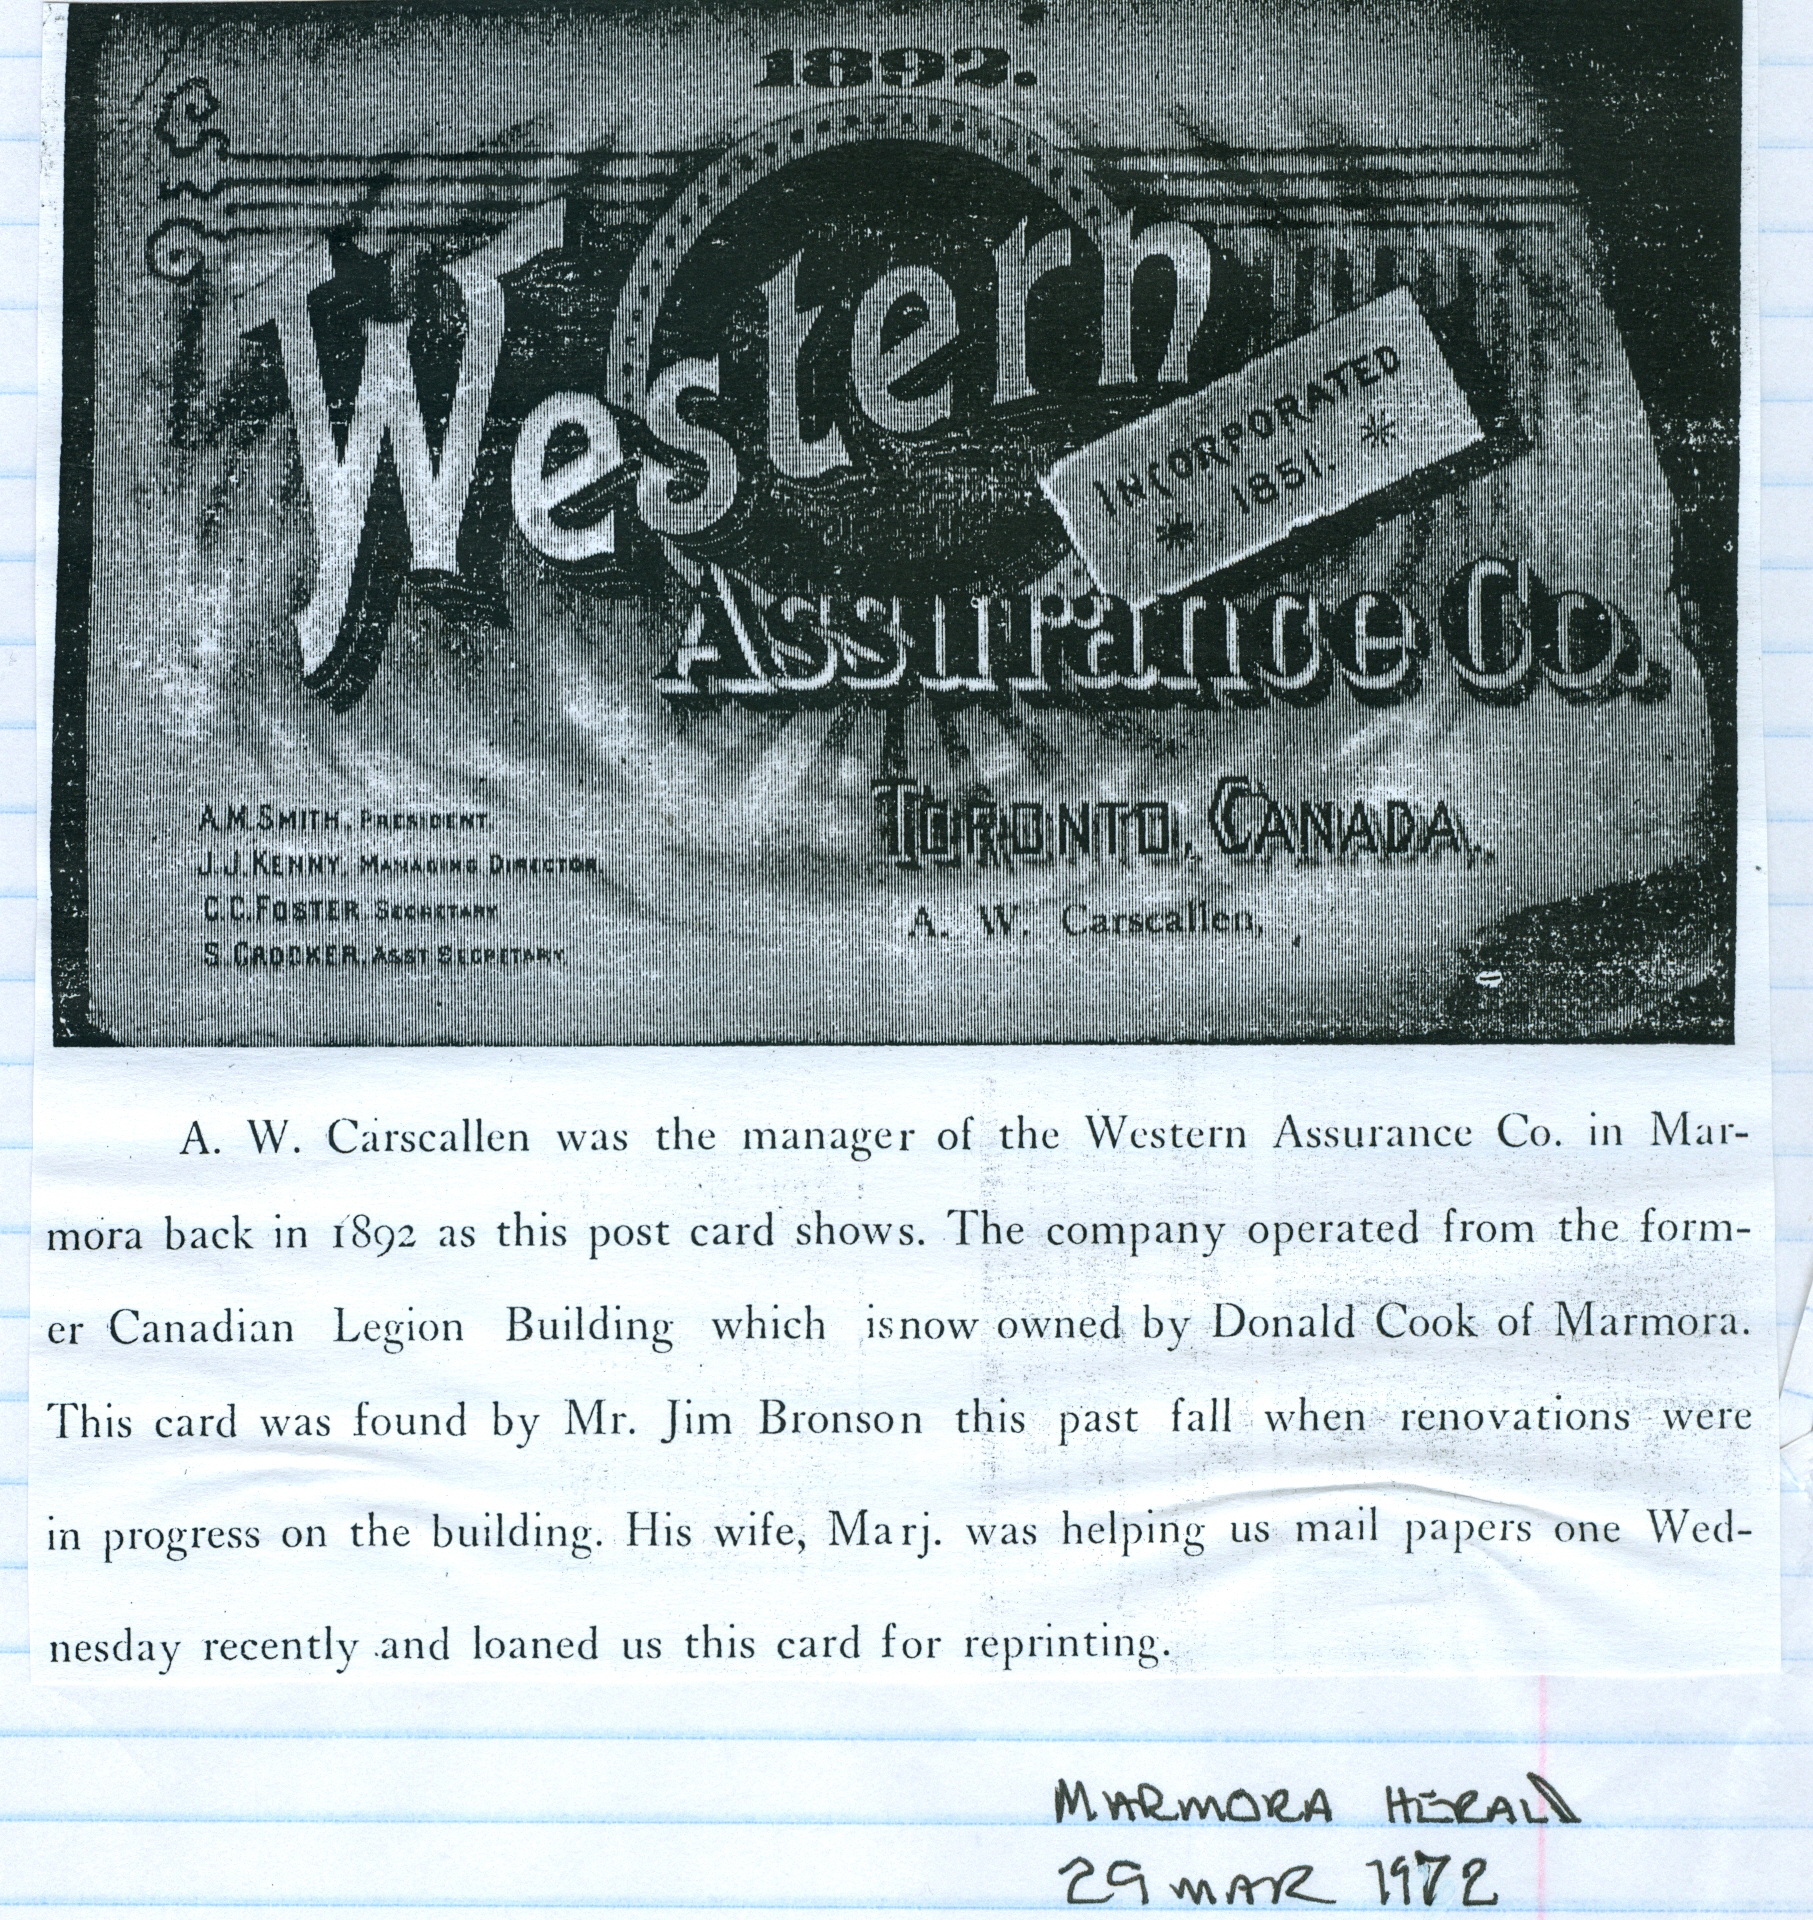 1892.
Western
INCORPORATED
* 1851. *
Assurance Co.
TORONTO, CANADA.
A. M. SMITH, PRESIDENT.
J. J. KENNY, MANAGING DIRECTOR.
C. C. FOSTER, SECRETARY
S. CROCKER, ASST SECRETARY.
A. W. Carscallen,
A. W. Carscallen was the manager of the Western Assurance Co. in Mar-
mora back in 1892 as this post card shows. The company operated from the form-
er Canadian Legion Building which isnow owned by Donald Cook of Marmora.
This card was found by Mr. Jim Bronson this past fall when renovations were
in progress on the building. His wife, Marj. was helping us mail papers one Wed-
nesday recently and loaned us this card for reprinting.
MARMORA HERALD
29 MAR 1972